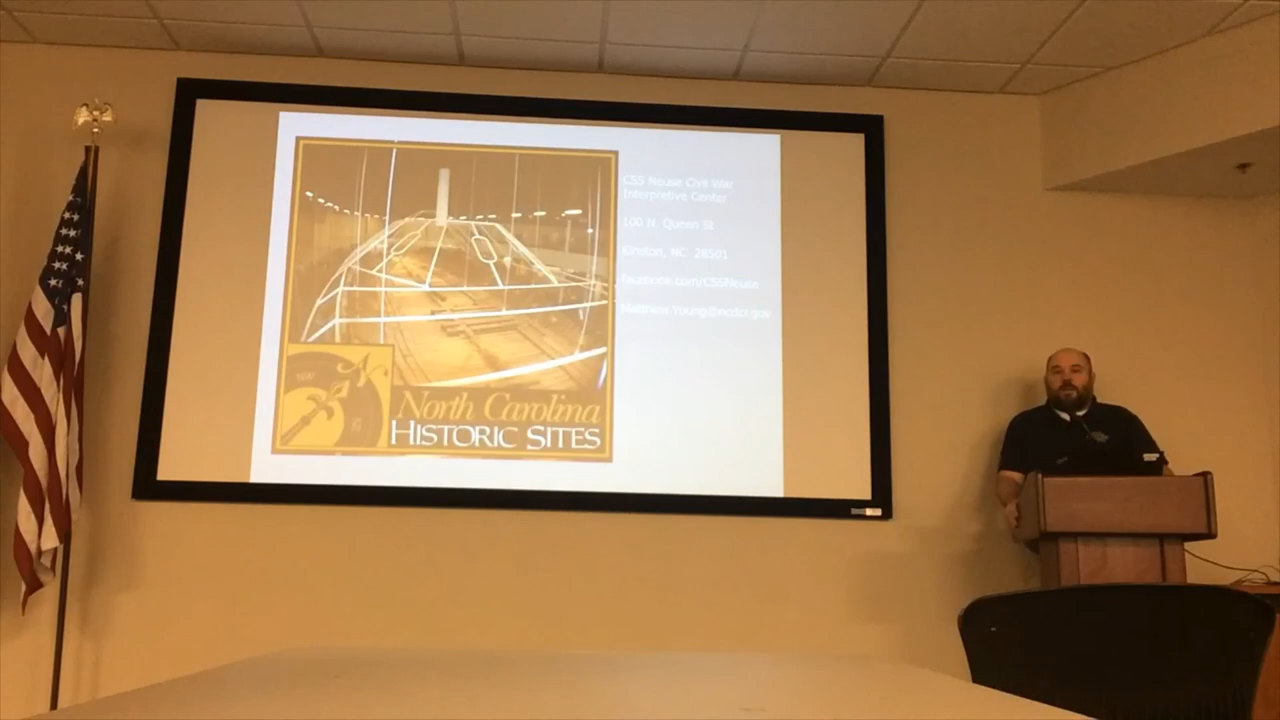 CSS Neuse Civil War
Interpretive Center
100 N. Queen St
Kinston, NC 28501
facebook.com/CSSNeuse
Matthew.Young@ncdcr.gov
North Carolina
HISTORIC SITES